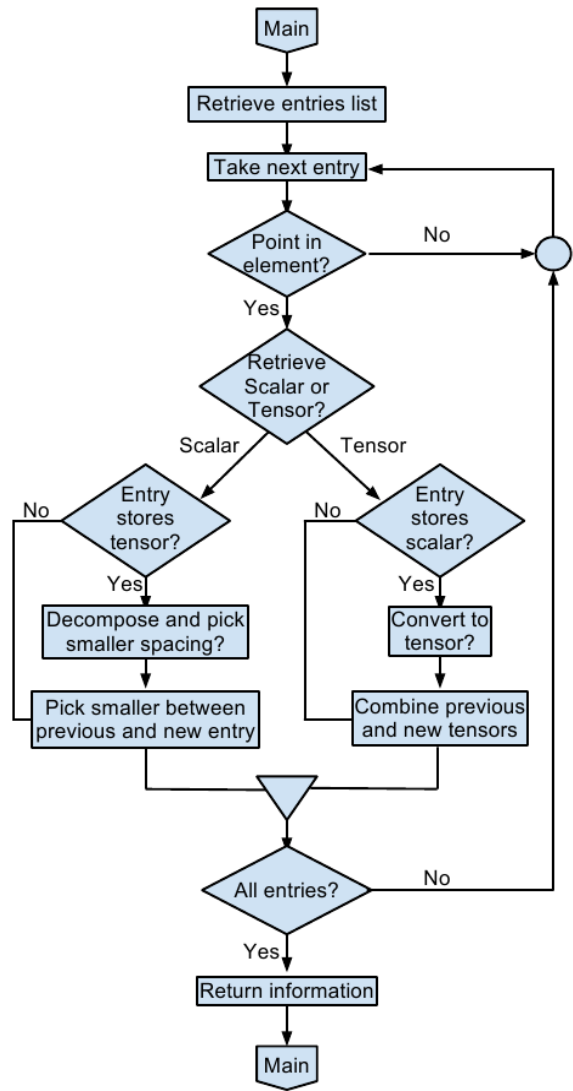 Main
Retrieve entries list
Take next entry
Point in
element?
No
Yes
Retrieve
Scalar or
Tensor?
Scalar
Tensor
No
Entry
stores
tensor?
Yes
No
Entry
stores
scalar?
Yes
Decompose and pick
smaller spacing?
Convert to
tensor?
Pick smaller between
previous and new entry
Combine previous
and new tensors
All entries?
No
Yes
Return information
Main